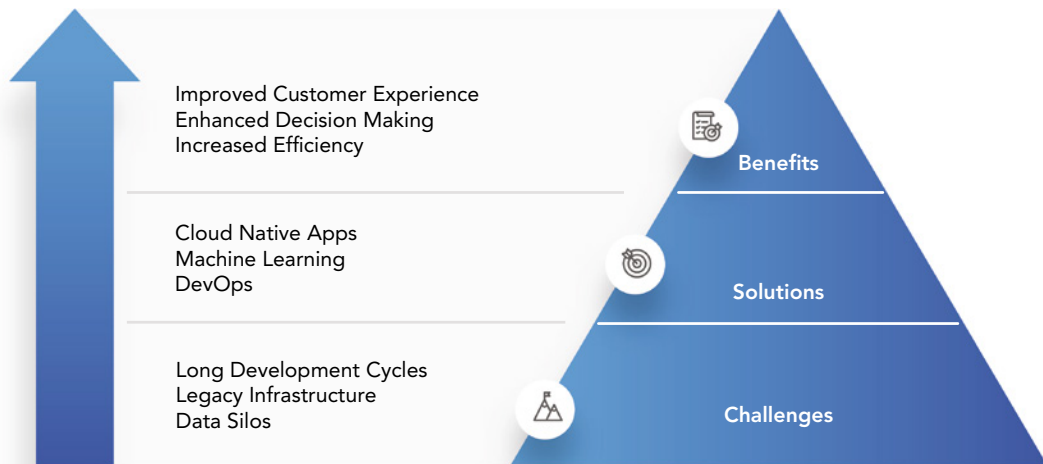 Improved Customer Experience
Enhanced Decision Making
Increased Efficiency
Benefits
Cloud Native Apps
Machine Learning
DevOps
Solutions
Long Development Cycles
Legacy Infrastructure
Data Silos
Challenges